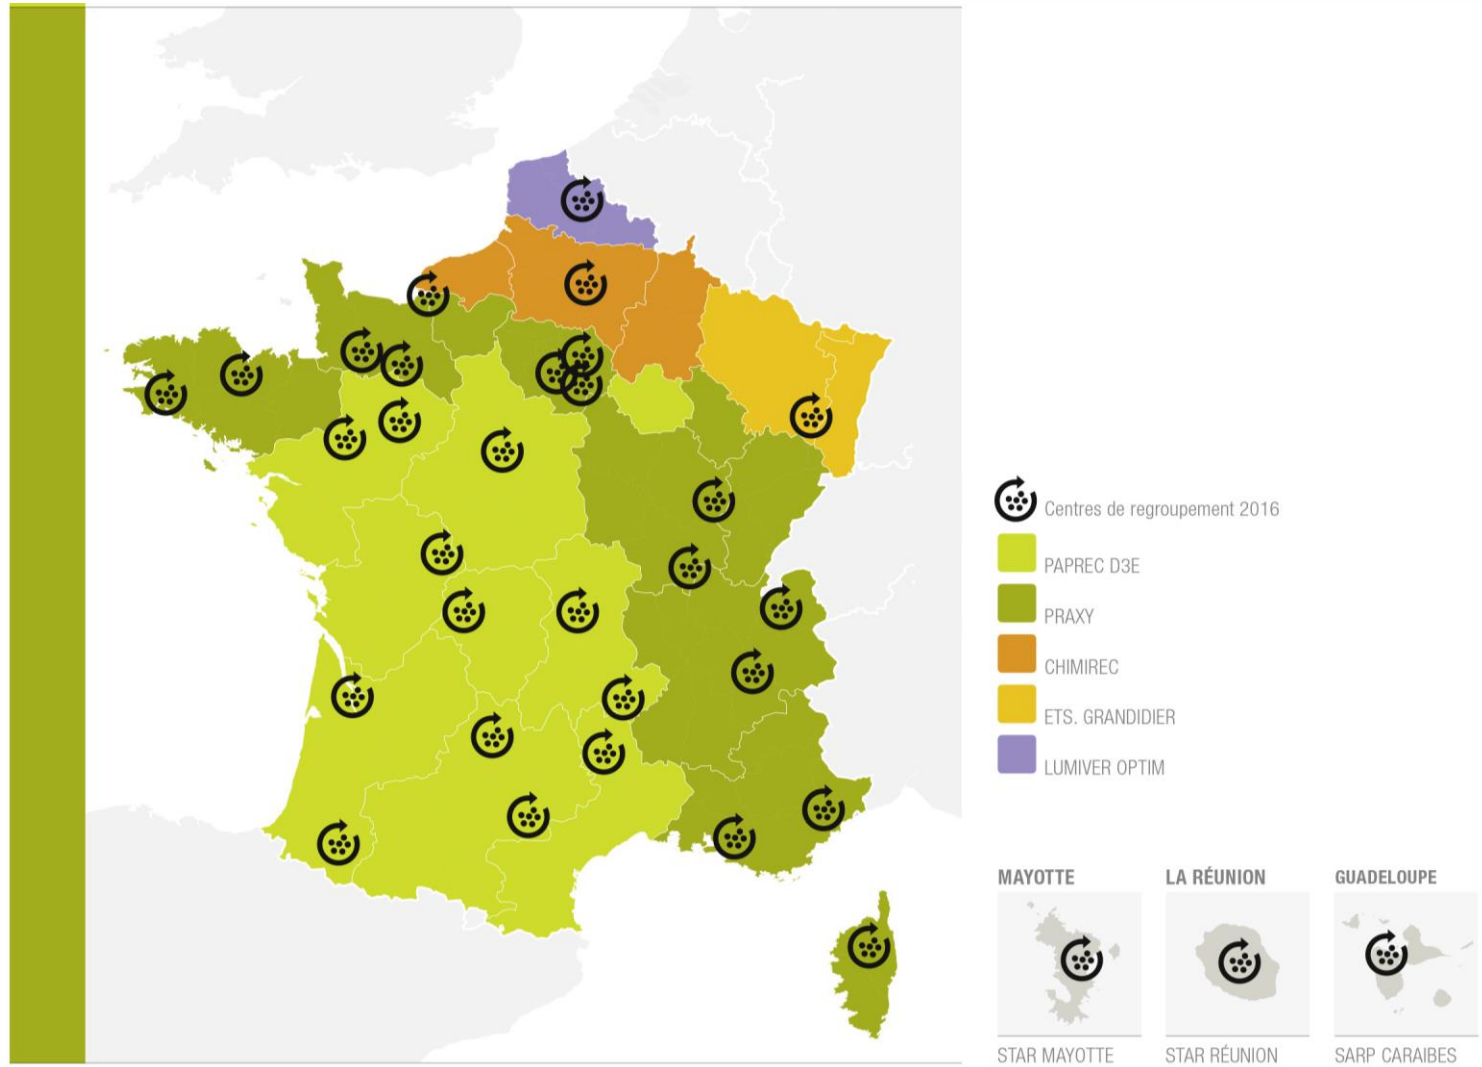 Centres de regroupement 2016
PAPREC D3E
PRAXY
CHIMIREC
ETS. GRANDIDIER
LUMIVER OPTIM
MAYOTTE
LA RÉUNION
GUADELOUPE
STAR MAYOTTE
STAR RÉUNION
SARP CARAIBES